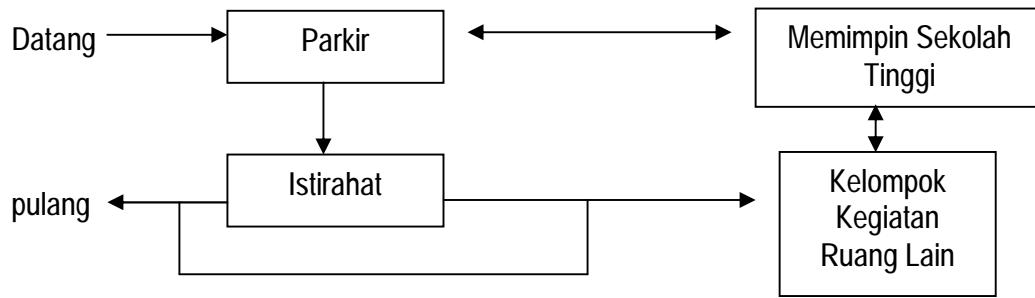 Datang
Parkir
Memimpin Sekolah
Tinggi
pulang
Istirahat
Kelompok
Kegiatan
Ruang Lain